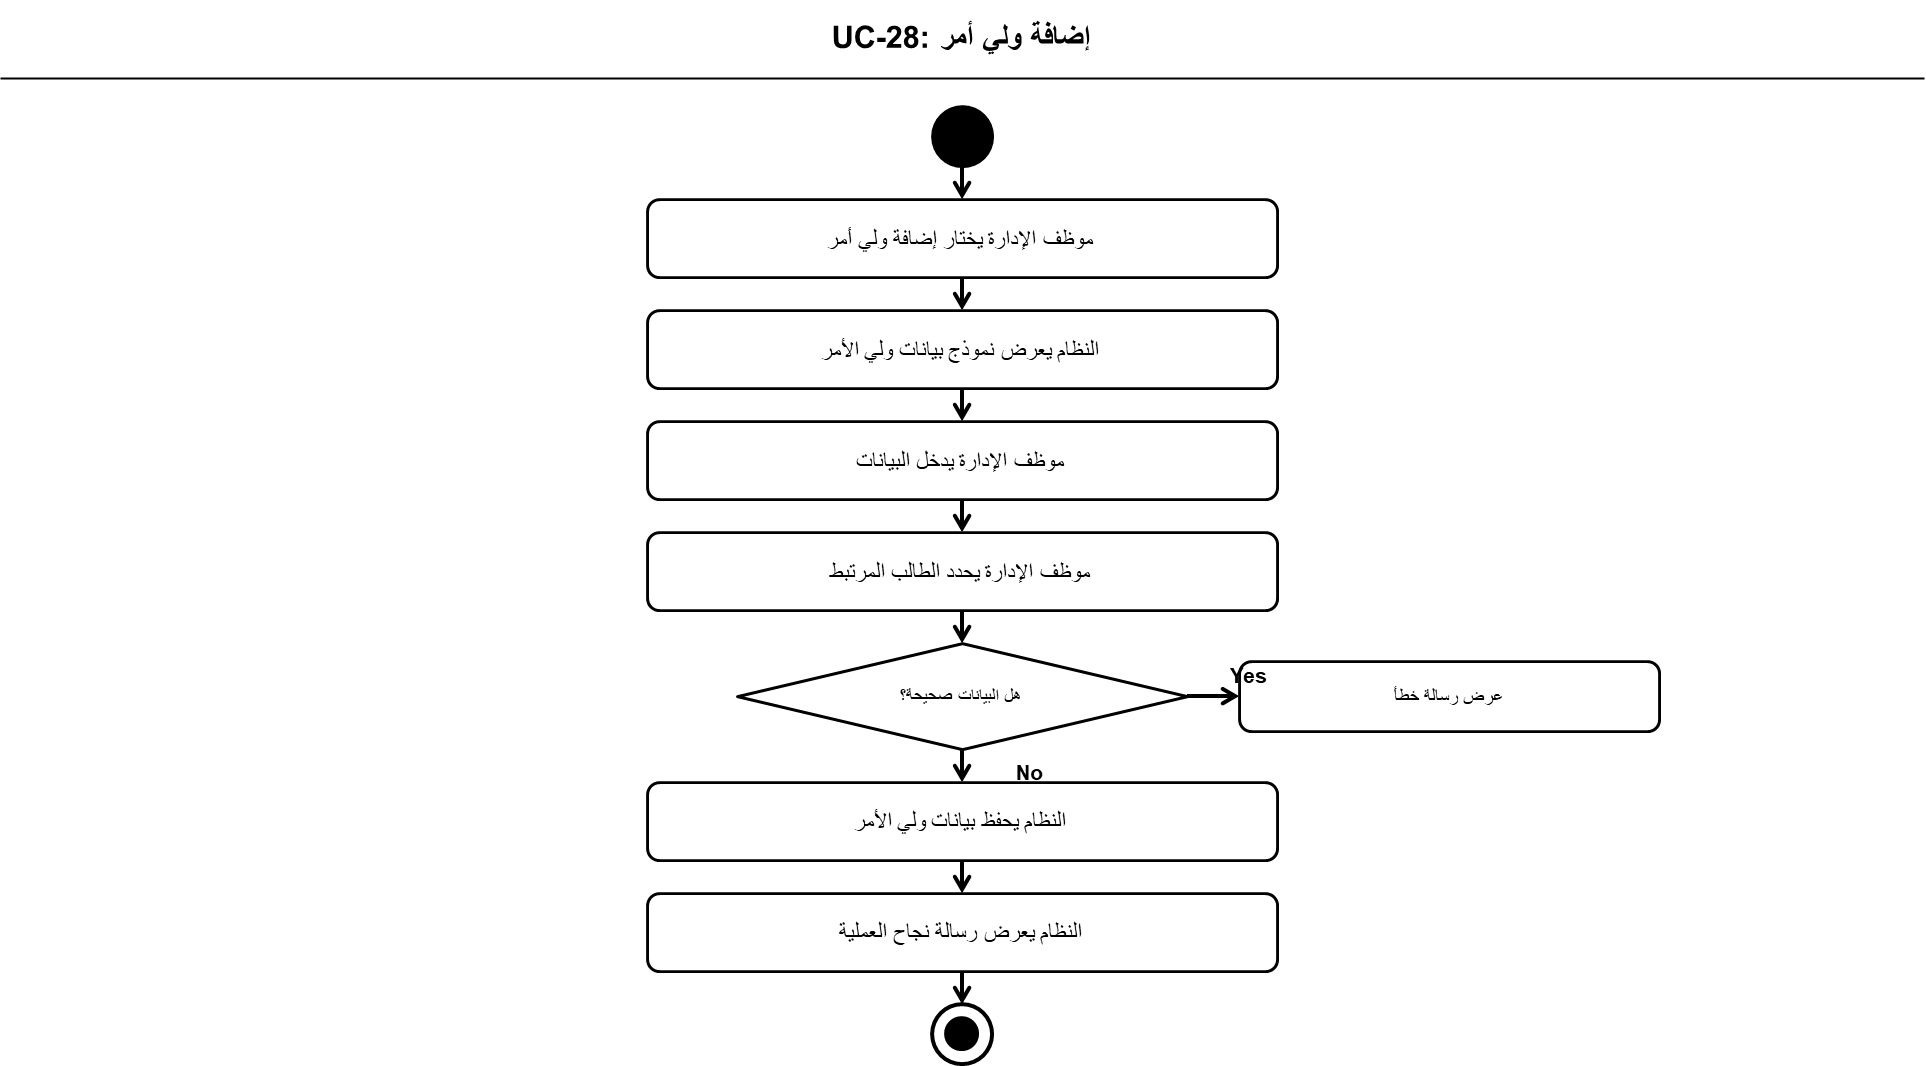 UC-28: إضافة ولي أمر
موظف الإدارة يختار إضافة ولي أمر
النظام يعرض نموذج بيانات ولي الأمر
موظف الإدارة يدخل البيانات
موظف الإدارة يحدد الطالب المرتبط
هل البيانات صحيحة؟
Yes
عرض رسالة خطأ
No
النظام يحفظ بيانات ولي الأمر
النظام يعرض رسالة نجاح العملية